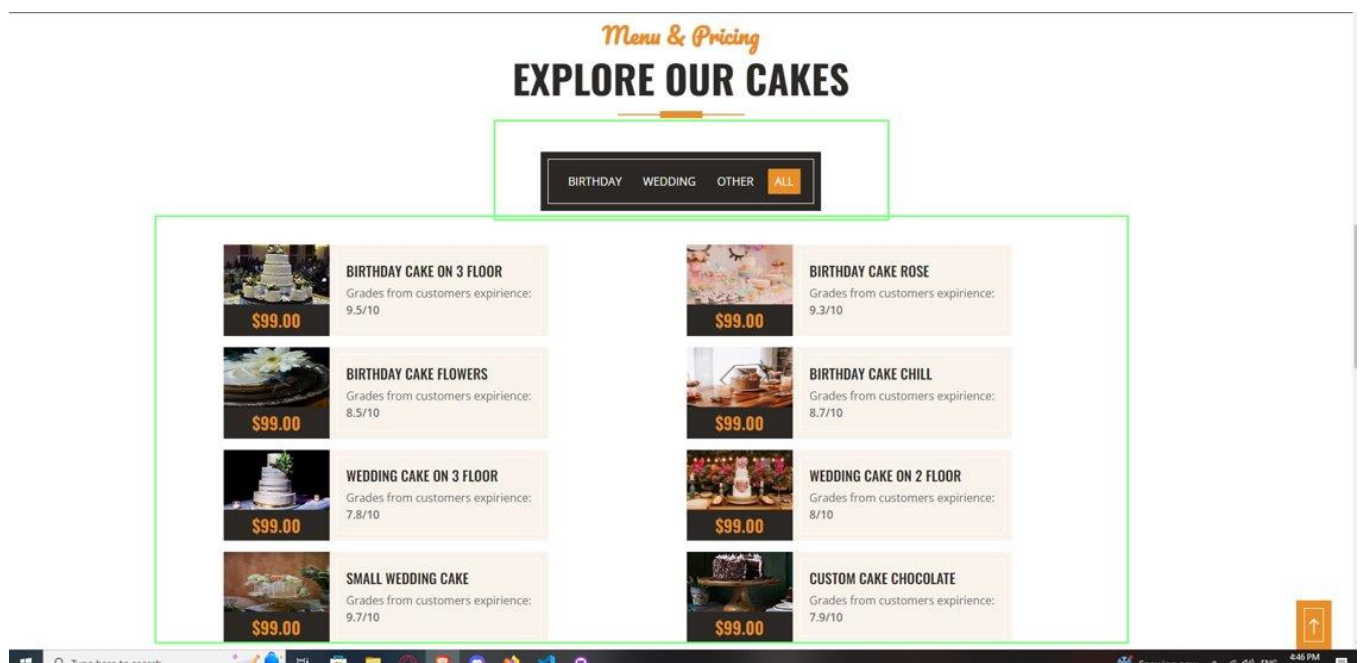 Menu & Pricing
EXPLORE OUR CAKES
BIRTHDAY WEDDING OTHER ALL
BIRTHDAY CAKE ON 3 FLOOR
Grades from customers expirience:
9.5/10
$99.00
BIRTHDAY CAKE ROSE
Grades from customers expirience:
9.3/10
$99.00
BIRTHDAY CAKE FLOWERS
Grades from customers expirience:
8.5/10
$99.00
BIRTHDAY CAKE CHILL
Grades from customers expirience:
8.7/10
$99.00
WEDDING CAKE ON 3 FLOOR
Grades from customers expirience:
7.8/10
$99.00
WEDDING CAKE ON 2 FLOOR
Grades from customers expirience:
8/10
$99.00
SMALL WEDDING CAKE
Grades from customers expirience:
9.7/10
$99.00
CUSTOM CAKE CHOCOLATE
Grades from customers expirience:
7.9/10
$99.00
Type here to search
4:46 PM